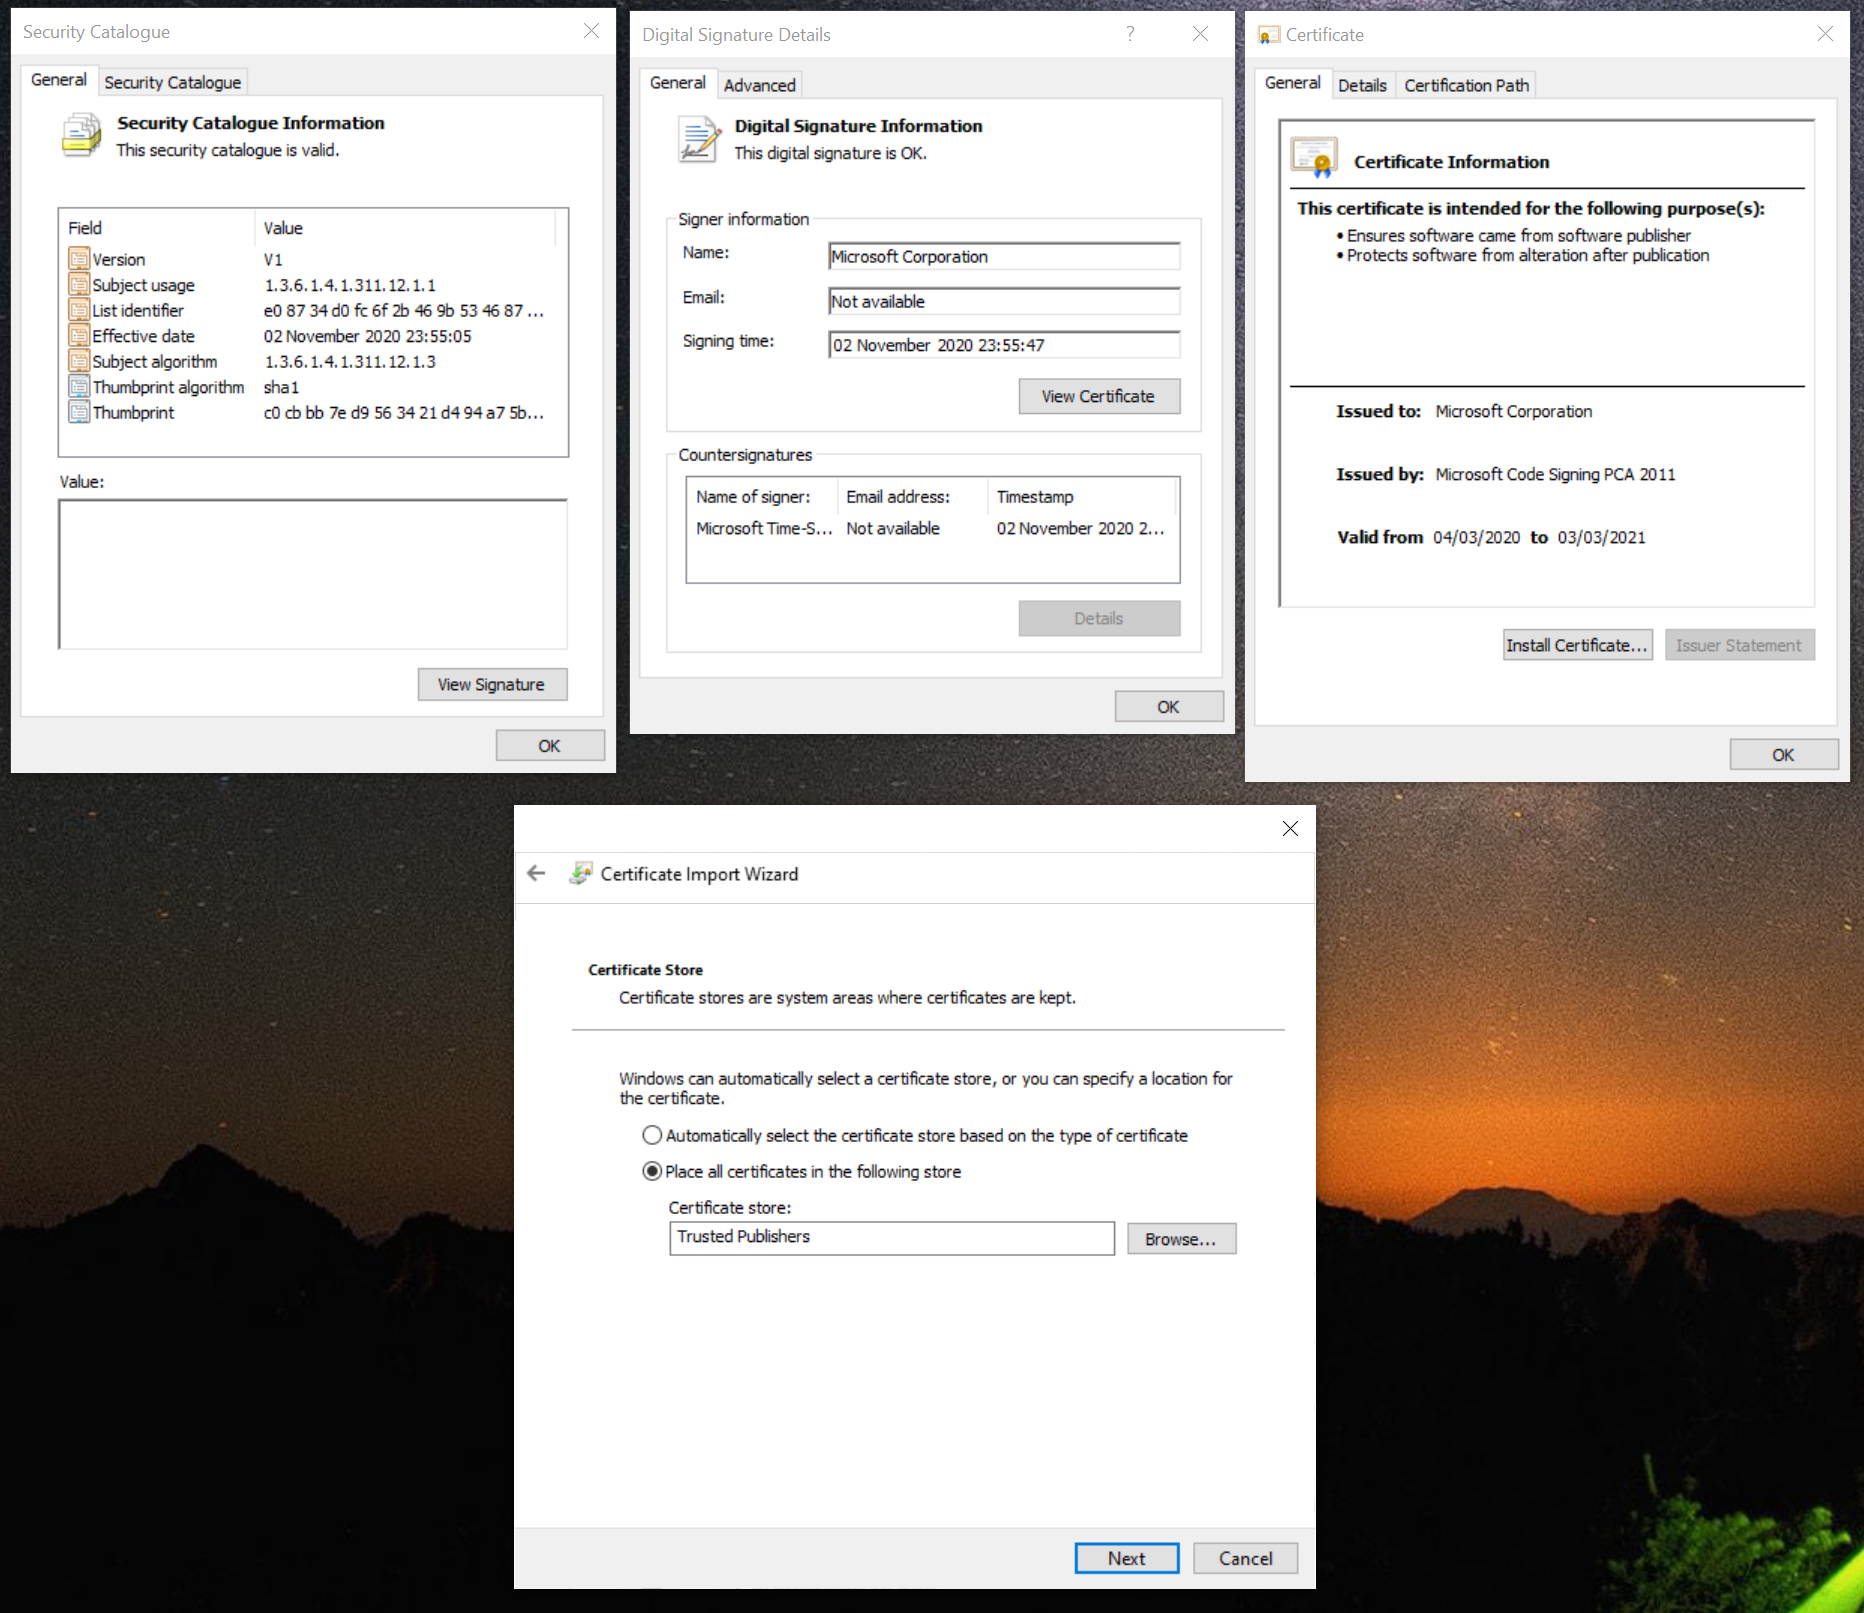 Security Catalogue
General
Security Catalogue
Security Catalogue Information
This security catalogue is valid.
Field Value
Version V1
Subject usage 1.3.6.1.4.1.311.12.1.1
List identifier e0 87 34 d0 fc 6f 2b 46 9b 53 46 87 ...
Effective date 02 November 2020 23:55:05
Subject algorithm 1.3.6.1.4.1.311.12.1.3
Thumbprint algorithm sha1
Thumbprint c0 cb bb 7e d9 56 34 21 d4 94 a7 5b...
Value:
View Signature
OK
Digital Signature Details
?
General
Advanced
Digital Signature Information
This digital signature is OK.
Signer information
Name: Microsoft Corporation
Email: Not available
Signing time: 02 November 2020 23:55:47
View Certificate
Countersignatures
Name of signer: Email address: Timestamp
Microsoft Time-S... Not available 02 November 2020 2...
Details
OK
Certificate
General
Details
Certification Path
Certificate Information
This certificate is intended for the following purpose(s):
• Ensures software came from software publisher
• Protects software from alteration after publication
Issued to: Microsoft Corporation
Issued by: Microsoft Code Signing PCA 2011
Valid from 04/03/2020 to 03/03/2021
Install Certificate...
Issuer Statement
OK
Certificate Import Wizard
Certificate Store
Certificate stores are system areas where certificates are kept.
Windows can automatically select a certificate store, or you can specify a location for
the certificate.
Automatically select the certificate store based on the type of certificate
Place all certificates in the following store
Certificate store:
Trusted Publishers
Browse...
Next
Cancel